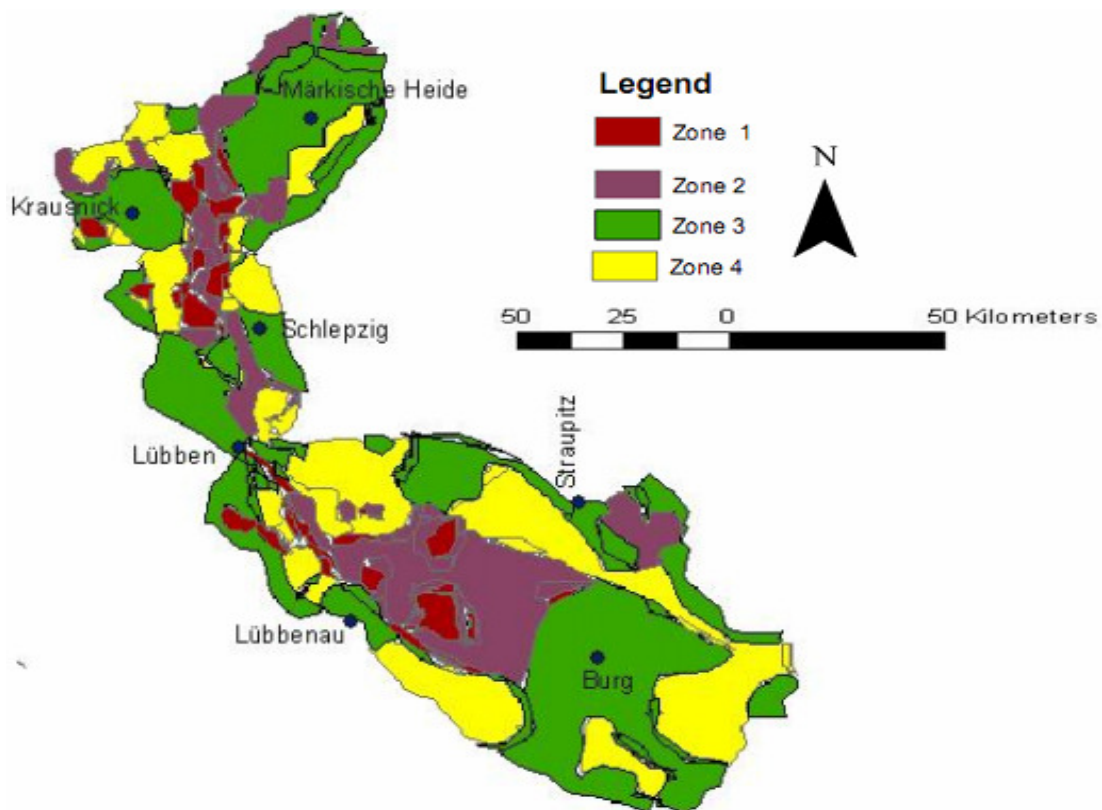 Legend
Märkische Heide
Zone 1
N
Zone 2
Krausnick
Zone 3
Zone 4
50 25 0 50 Kilometers
Schlepzig
Straupitz
Lübben
Lübbenau
Burg